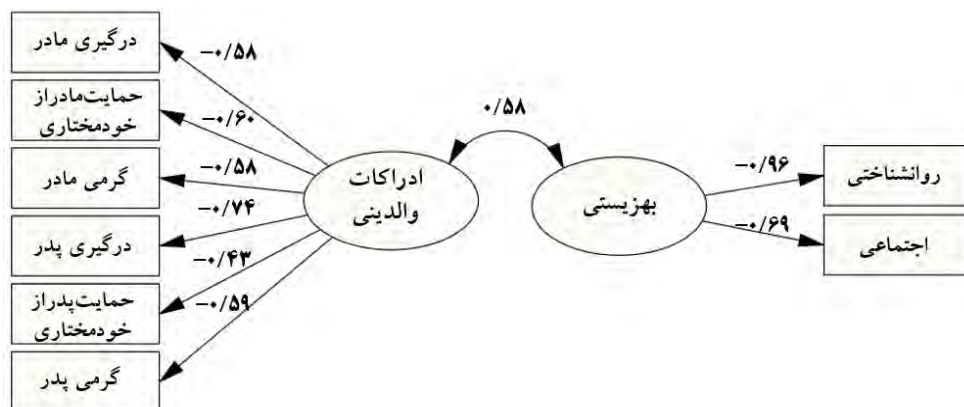 درگیری مادر
حمایت‌مادراز
خودمختاری
گرمی مادر
درگیری پدر
حمایت‌پدراز
خودمختاری
گرمی پدر
−۰/۵۸
−۰/۶۰
−۰/۵۸
−۰/۷۴
−۰/۴۳
−۰/۵۹
ادراکات
والدینی
۰/۵۸
بهزیستی
−۰/۹۶
−۰/۶۹
روانشناختی
اجتماعی